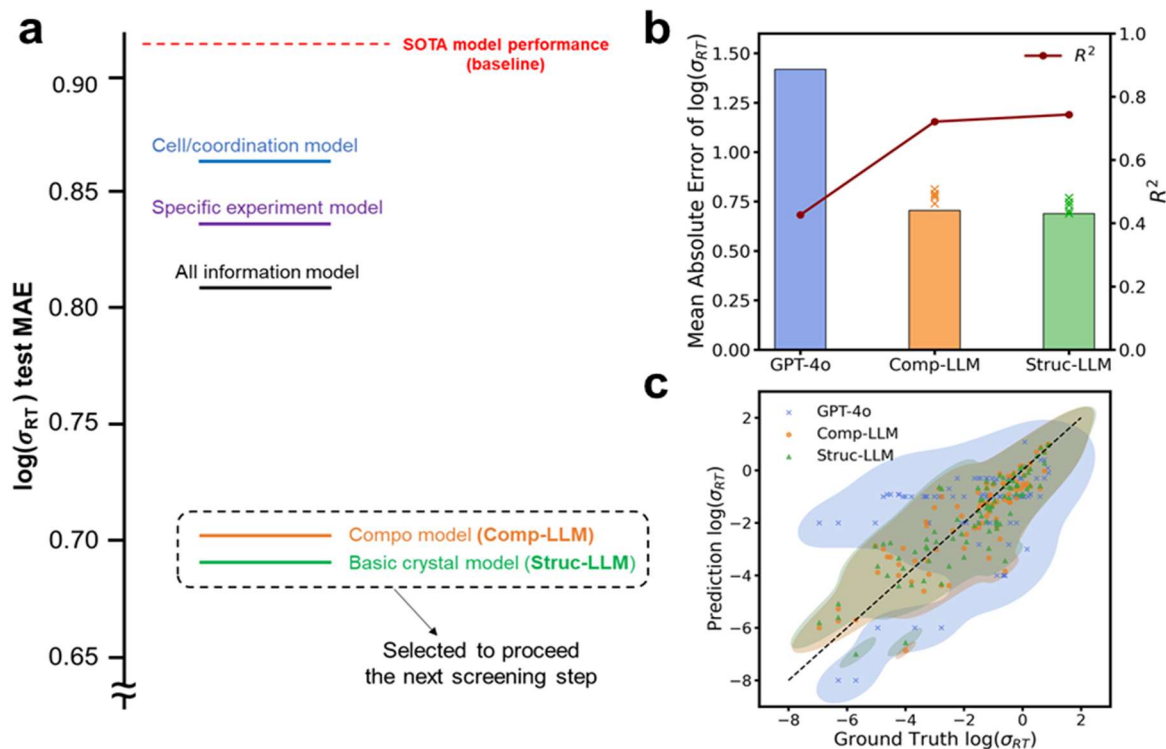 a
log(σRT) test MAE
0.90
0.85
0.80
0.75
0.70
0.65
SOTA model performance
(baseline)
Cell/coordination model
Specific experiment model
All information model
Compo model (Comp-LLM)
Basic crystal model (Struc-LLM)
Selected to proceed
the next screening step
b
Mean Absolute Error of log(σRT)
1.50
1.25
1.00
0.75
0.50
0.25
0.00
R²
1.0
0.8
0.6
0.4
0.2
0.0
R²
GPT-4o Comp-LLM Struc-LLM
c
GPT-4o
Comp-LLM
Struc-LLM
Prediction log(σRT)
2
0
−2
−4
−6
−8
−8 −6 −4 −2 0 2
Ground Truth log(σRT)